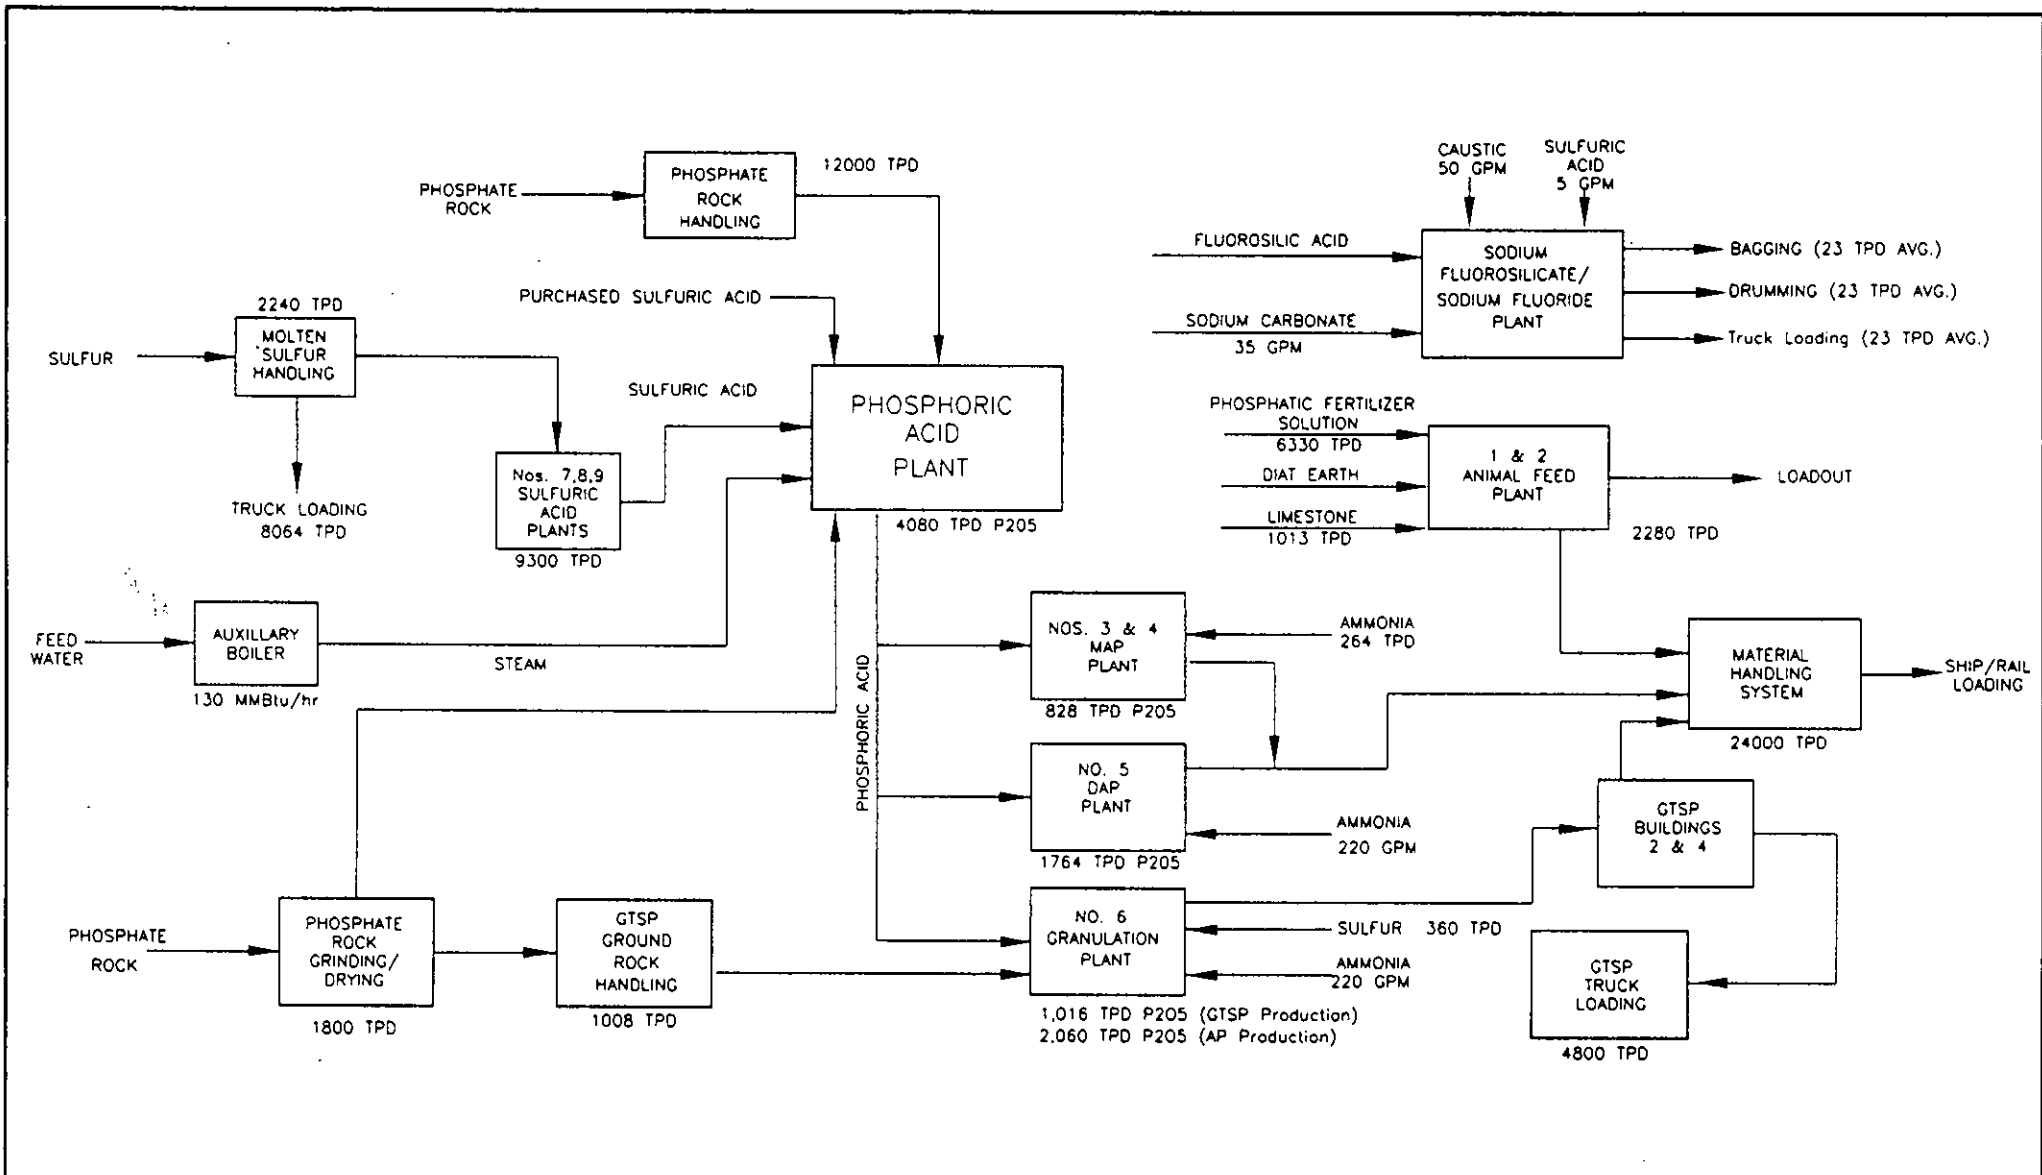 PHOSPHATE
ROCK
PHOSPHATE
ROCK
HANDLING
12000 TPD
PURCHASED SULFURIC ACID
2240 TPD
SULFUR
MOLTEN
SULFUR
HANDLING
TRUCK LOADING
8064 TPD
SULFURIC ACID
Nos. 7,8,9
SULFURIC
ACID
PLANTS
9300 TPD
PHOSPHORIC
ACID
PLANT
4080 TPD P205
FEED
WATER
AUXILLARY
BOILER
130 MMBtu/hr
STEAM
PHOSPHORIC ACID
PHOSPHATE
ROCK
PHOSPHATE
ROCK
GRINDING/
DRYING
1800 TPD
GTSP
GROUND
ROCK
HANDLING
1008 TPD
NOS. 3 & 4
MAP
PLANT
828 TPD P205
AMMONIA
264 TPD
NO. 5
DAP
PLANT
1764 TPD P205
AMMONIA
220 GPM
NO. 6
GRANULATION
PLANT
SULFUR 360 TPD
AMMONIA
220 GPM
1,016 TPD P205 (GTSP Production)
2,060 TPD P205 (AP Production)
CAUSTIC
50 GPM
SULFURIC
ACID
5 GPM
FLUOROSILIC ACID
SODIUM CARBONATE
35 GPM
SODIUM
FLUOROSILICATE/
SODIUM FLUORIDE
PLANT
BAGGING (23 TPD AVG.)
DRUMMING (23 TPD AVG.)
Truck Loading (23 TPD AVG.)
PHOSPHATIC FERTILIZER
SOLUTION
6330 TPD
DIAT EARTH
LIMESTONE
1013 TPD
1 & 2
ANIMAL FEED
PLANT
LOADOUT
2280 TPD
MATERIAL
HANDLING
SYSTEM
24000 TPD
SHIP/RAIL
LOADING
GTSP
BUILDINGS
2 & 4
GTSP
TRUCK
LOADING
4800 TPD